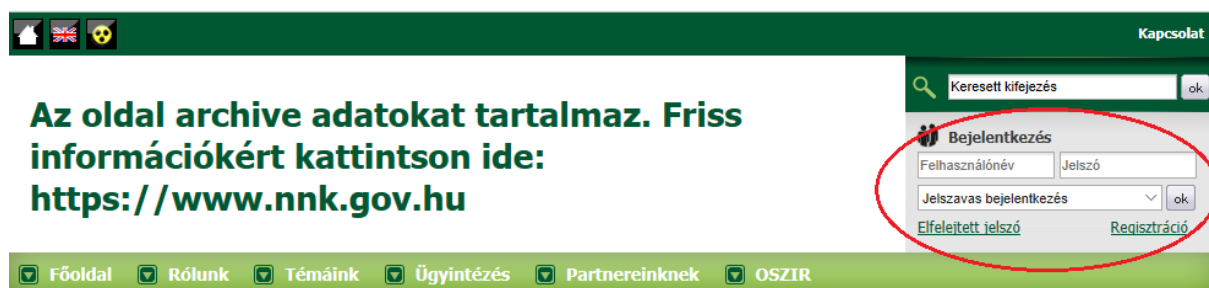 Kapcsolat
Keresett kifejezés ok
Az oldal archive adatokat tartalmaz. Friss
információkért kattintson ide:
https://www.nnk.gov.hu
Bejelentkezés
Felhasználónév Jelszó
Jelszavas bejelentkezés ok
Elfelejtett jelszó Regisztráció
Főoldal Rólunk Témáink Ügyintézés Partnereinknek OSZIR